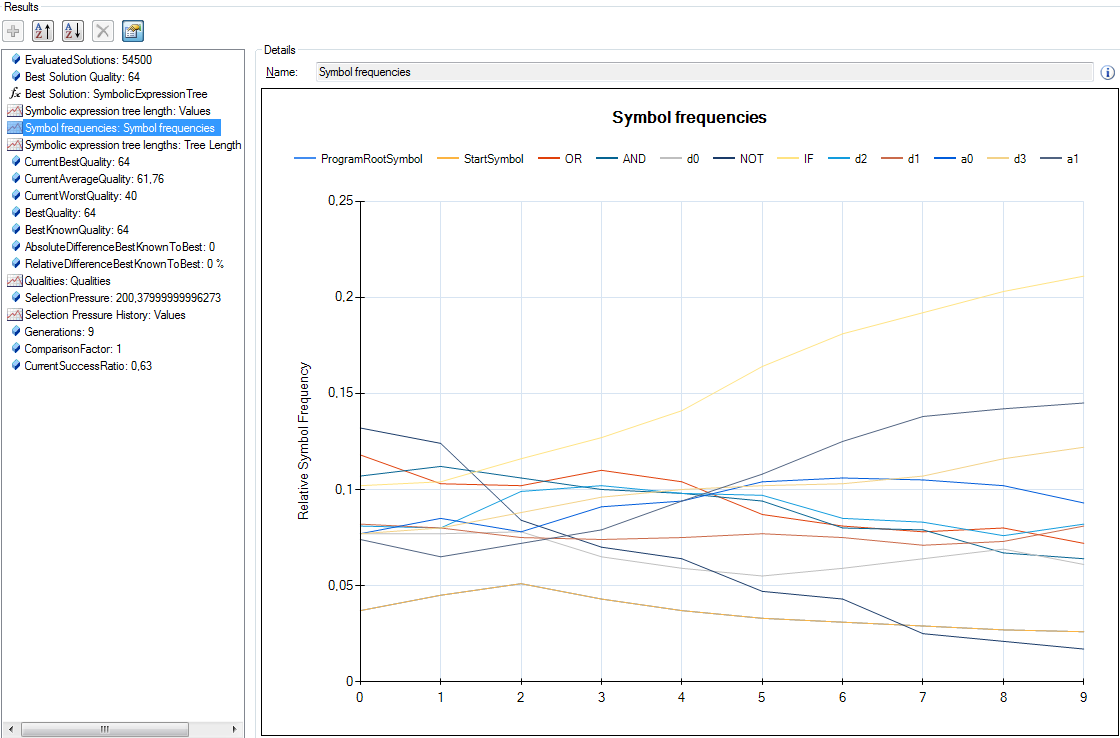 Results
EvaluatedSolutions: 54500
Best Solution Quality: 64
fx Best Solution: SymbolicExpressionTree
Symbolic expression tree length: Values
Symbol frequencies: Symbol frequencies
Symbolic expression tree lengths: Tree Length
CurrentBestQuality: 64
CurrentAverageQuality: 61,76
CurrentWorstQuality: 40
BestQuality: 64
BestKnownQuality: 64
AbsoluteDifferenceBestKnownToBest: 0
RelativeDifferenceBestKnownToBest: 0 %
Qualities: Qualities
SelectionPressure: 200,37999999996273
Selection Pressure History: Values
Generations: 9
ComparisonFactor: 1
CurrentSuccessRatio: 0,63
Details
Name: Symbol frequencies
Symbol frequencies
ProgramRootSymbol StartSymbol OR AND d0 NOT IF d2 d1 a0 d3 a1
Relative Symbol Frequency
0,25
0,2
0,15
0,1
0,05
0
0 1 2 3 4 5 6 7 8 9